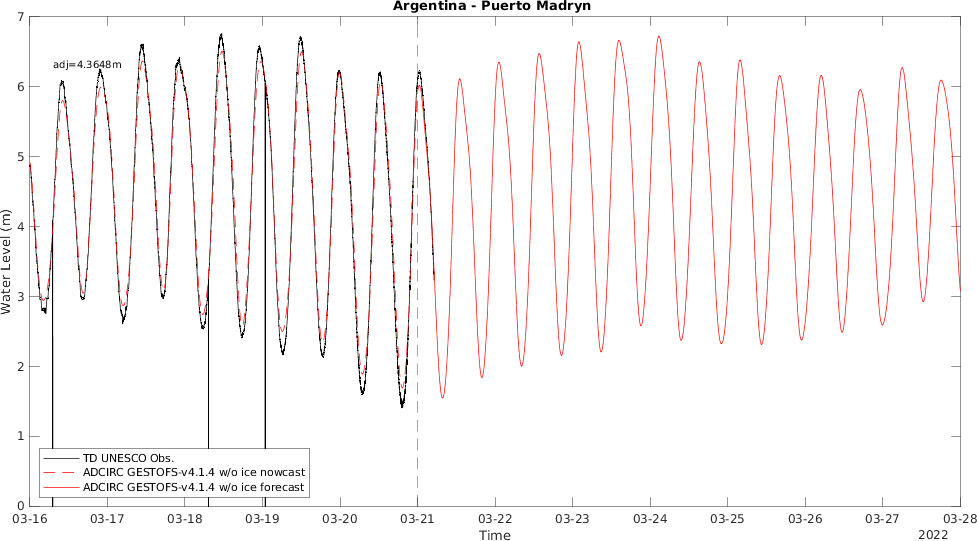 Argentina - Puerto Madryn
7
adj=4.3648m
6
5
4
3
2
1
0
Water Level (m)
TD UNESCO Obs.
ADCIRC GESTOFS-v4.1.4 w/o ice nowcast
ADCIRC GESTOFS-v4.1.4 w/o ice forecast
03-16 03-17 03-18 03-19 03-20 03-21 03-22 03-23 03-24 03-25 03-26 03-27 03-28
Time
2022